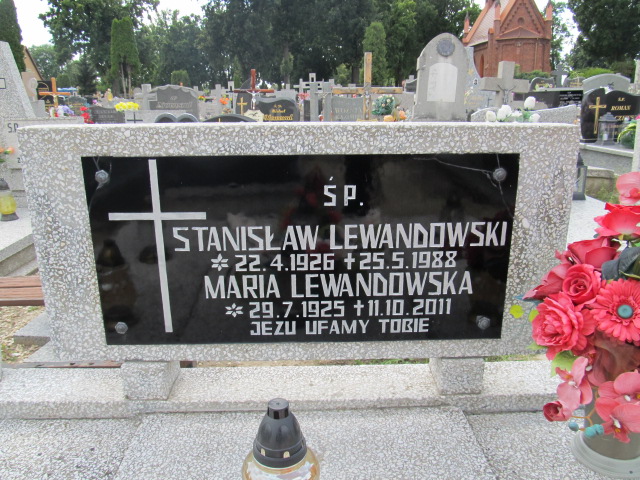 Ś P.
STANISŁAW LEWANDOWSKI
* 22.4.1926 + 25.5.1988
MARIA LEWANDOWSKA
* 29.7.1925 + 11.10.2011
JEZU UFAMY TOBIE